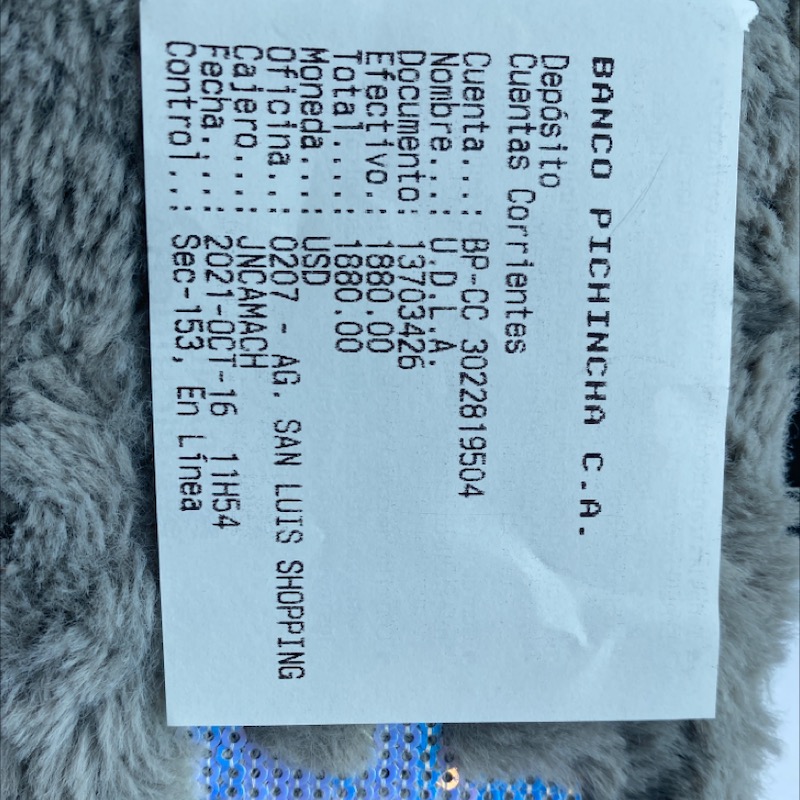 BANCO PICHINCHA C.A.
Depósito
Cuentas Corrientes
Cuenta...: BP-CC 3022819504
Nombre...: U.D.L.A.
Documento: 13703426
Efectivo.: 1880.00
Total....: 1880.00
Moneda...: USD
Oficina..: 0207 - AG. SAN LUIS SHOPPING
Cajero...: JNCAMACH
Fecha....: 2021-OCT-16 11H54
Control..: Sec-153, En Línea